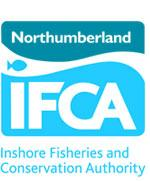 Northumberland
IFCA
Inshore Fisheries and
Conservation Authority